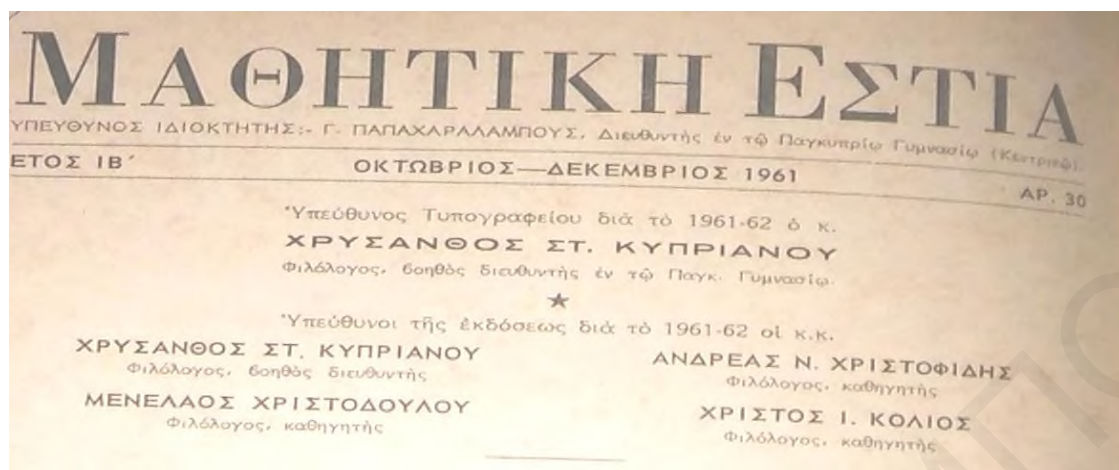 ΜΑΘΗΤΙΚΗ ΕΣΤΙΑ
ΥΠΕΥΘΥΝΟΣ ΙΔΙΟΚΤΗΤΗΣ:- Γ. ΠΑΠΑΧΑΡΑΛΑΜΠΟΥΣ, Διευθυντὴς ἐν τῷ Παγκυπρίῳ Γυμνασίῳ (Κεντρικῷ).
ΕΤΟΣ ΙΒ΄ ΟΚΤΩΒΡΙΟΣ—ΔΕΚΕΜΒΡΙΟΣ 1961 ΑΡ. 30
Ὑπεύθυνος Τυπογραφείου διὰ τὸ 1961-62 ὁ κ.
ΧΡΥΣΑΝΘΟΣ ΣΤ. ΚΥΠΡΙΑΝΟΥ
Φιλόλογος, βοηθὸς διευθυντὴς ἐν τῷ Παγκ. Γυμνασίῳ.
★
Ὑπεύθυνοι τῆς ἐκδόσεως διὰ τὸ 1961-62 οἱ κ.κ.
ΧΡΥΣΑΝΘΟΣ ΣΤ. ΚΥΠΡΙΑΝΟΥ ΑΝΔΡΕΑΣ Ν. ΧΡΙΣΤΟΦΙΔΗΣ
Φιλόλογος, βοηθὸς διευθυντὴς Φιλόλογος, καθηγητὴς
ΜΕΝΕΛΑΟΣ ΧΡΙΣΤΟΔΟΥΛΟΥ ΧΡΙΣΤΟΣ Ι. ΚΟΛΙΟΣ
Φιλόλογος, καθηγητὴς Φιλόλογος, καθηγητὴς